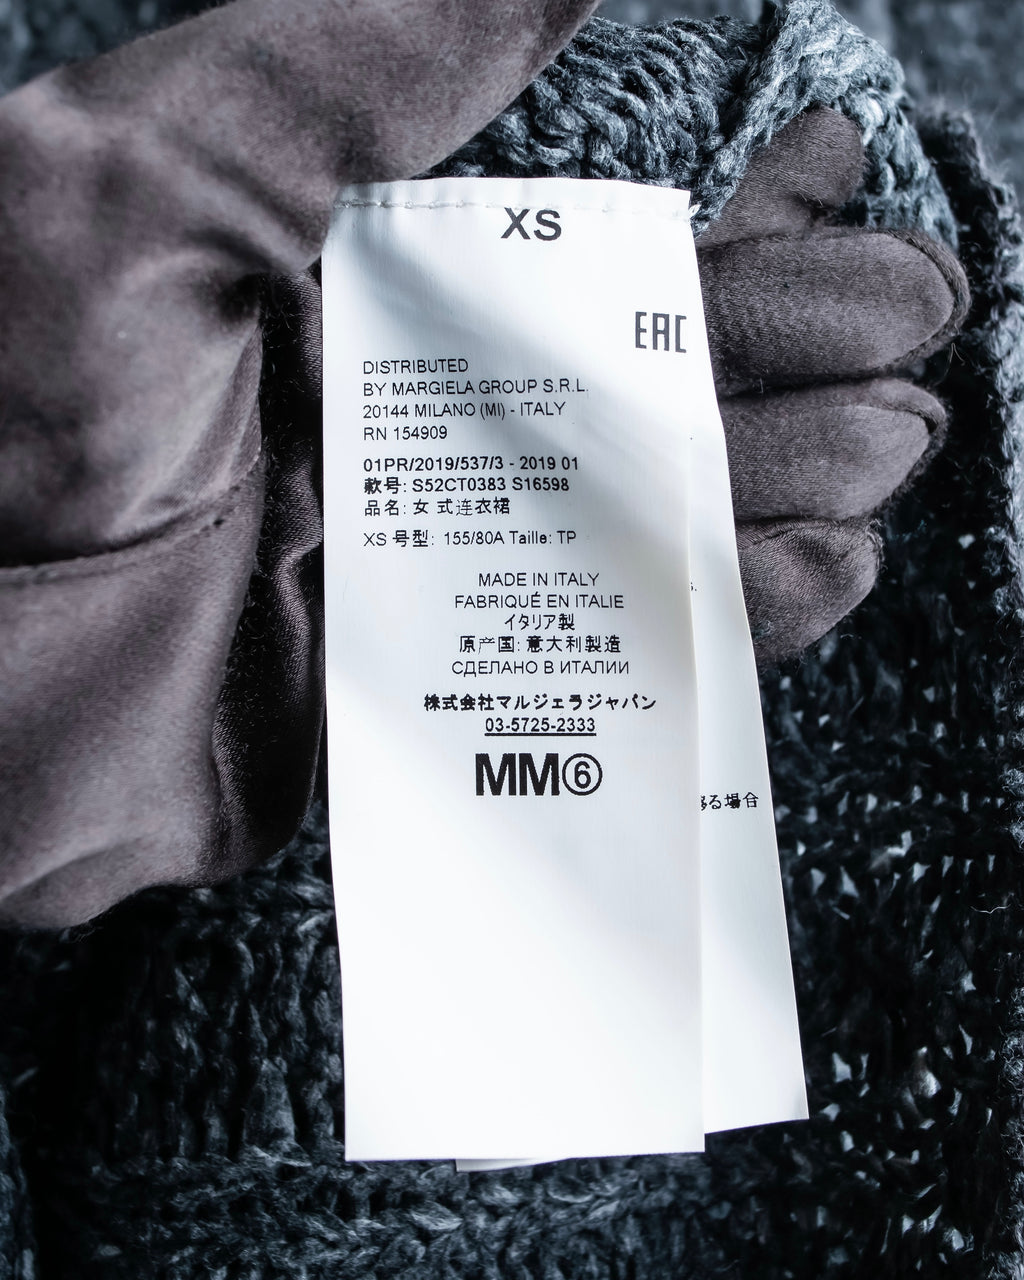 XS
EAC
DISTRIBUTED
BY MARGIELA GROUP S.R.L.
20144 MILANO (MI) - ITALY
RN 154909
01PR/2019/537/3 - 2019 01
款号: S52CT0383 S16598
品名: 女 式连衣裙
XS 号型: 155/80A Taille: TP
MADE IN ITALY
FABRIQUÉ EN ITALIE
イタリア製
原产国: 意大利製造
СДЕЛАНО В ИТАЛИИ
株式会社マルジェラジャパン
03-5725-2333
MM⑥
る場合